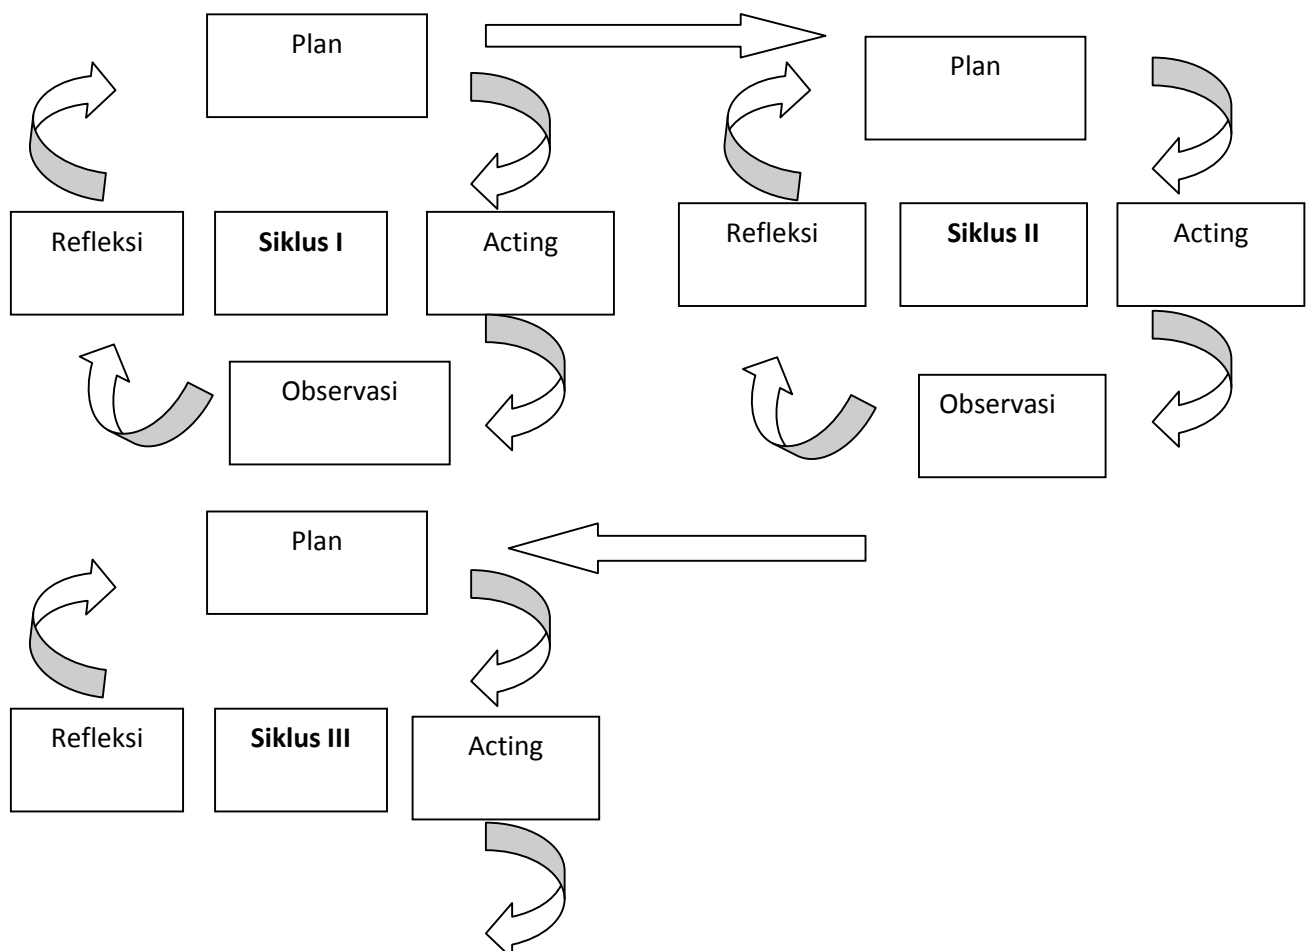 Plan
Plan
Refleksi
Siklus I
Acting
Refleksi
Siklus II
Acting
Observasi
Observasi
Plan
Refleksi
Siklus III
Acting